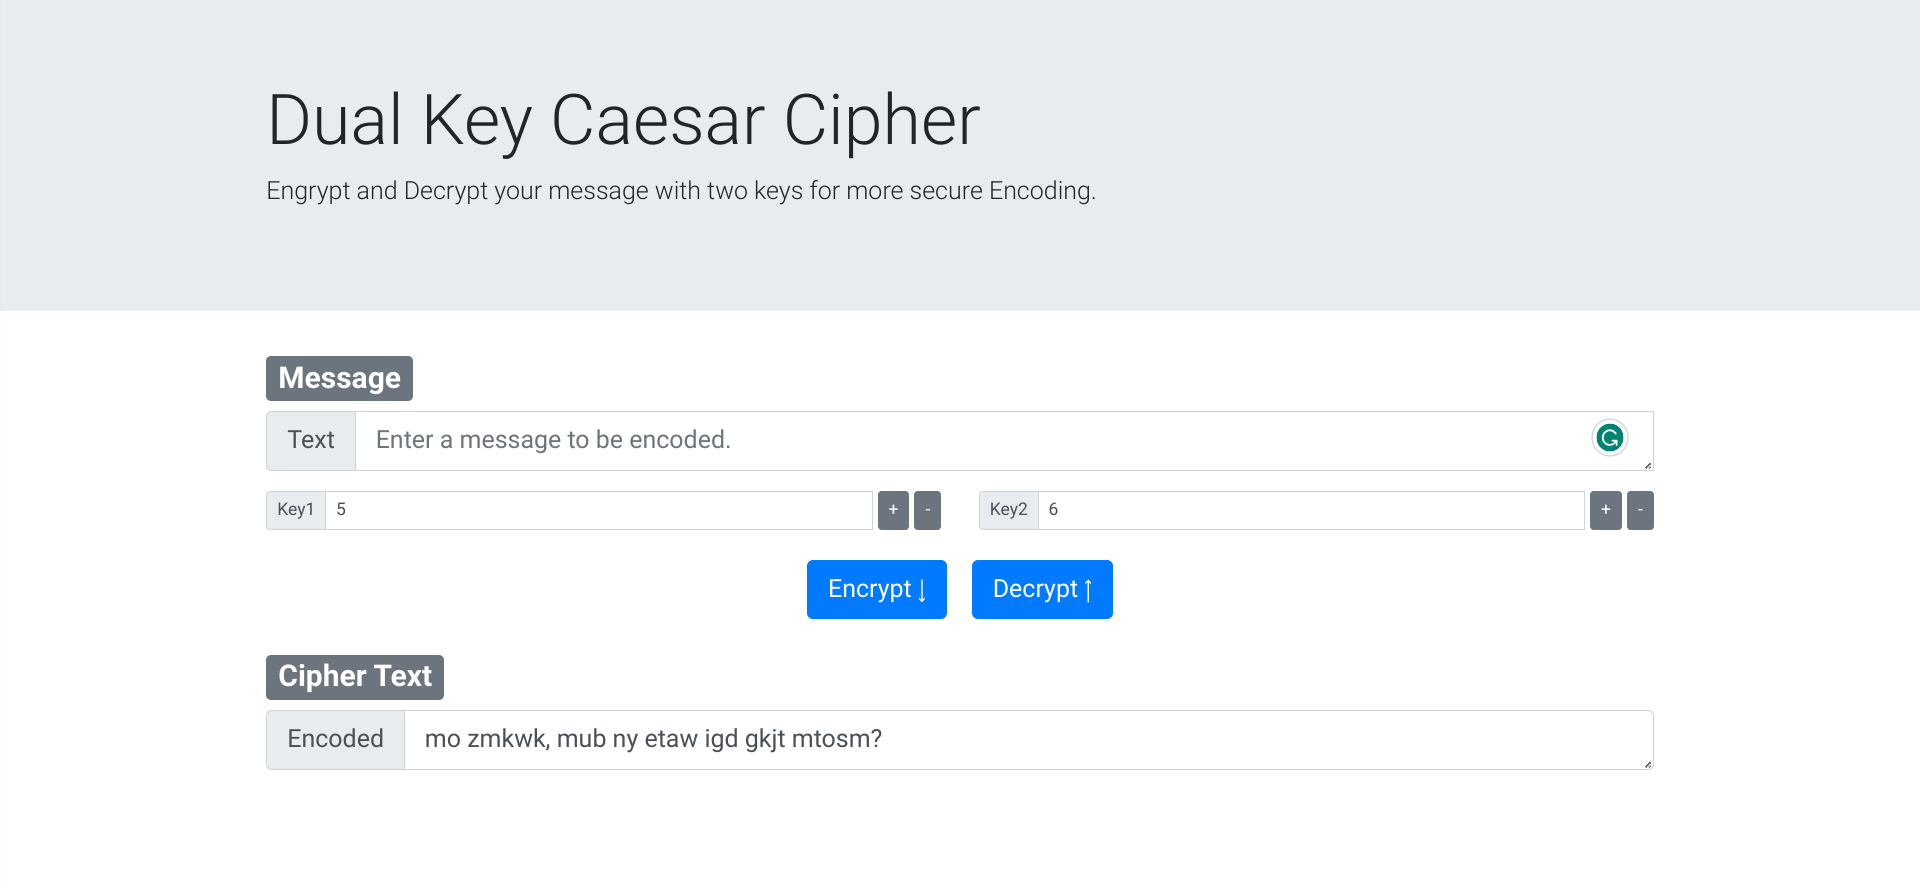 Dual Key Caesar Cipher
Engrypt and Decrypt your message with two keys for more secure Encoding.
Message
Text Enter a message to be encoded.
Key1 5 + - Key2 6 + -
Encrypt ↓ Decrypt ↑
Cipher Text
Encoded mo zmkwk, mub ny etaw igd gkjt mtosm?